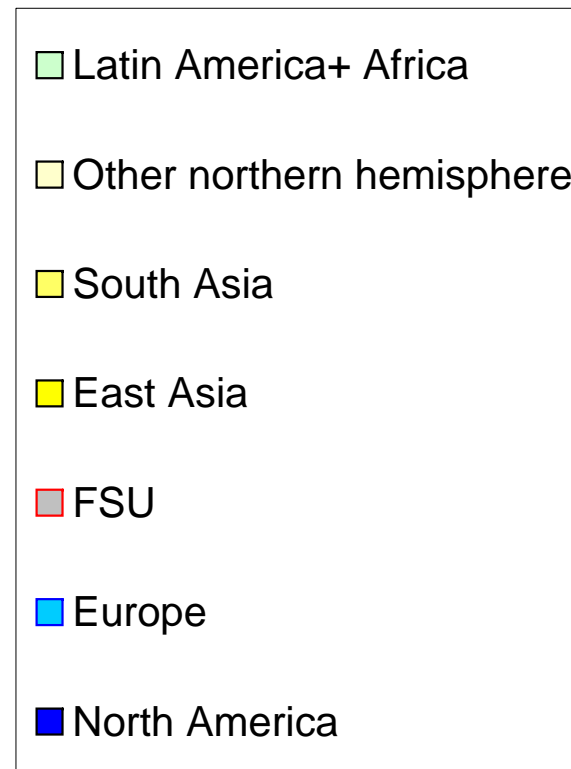 Latin America+ Africa
Other northern hemisphere
South Asia
East Asia
FSU
Europe
North America